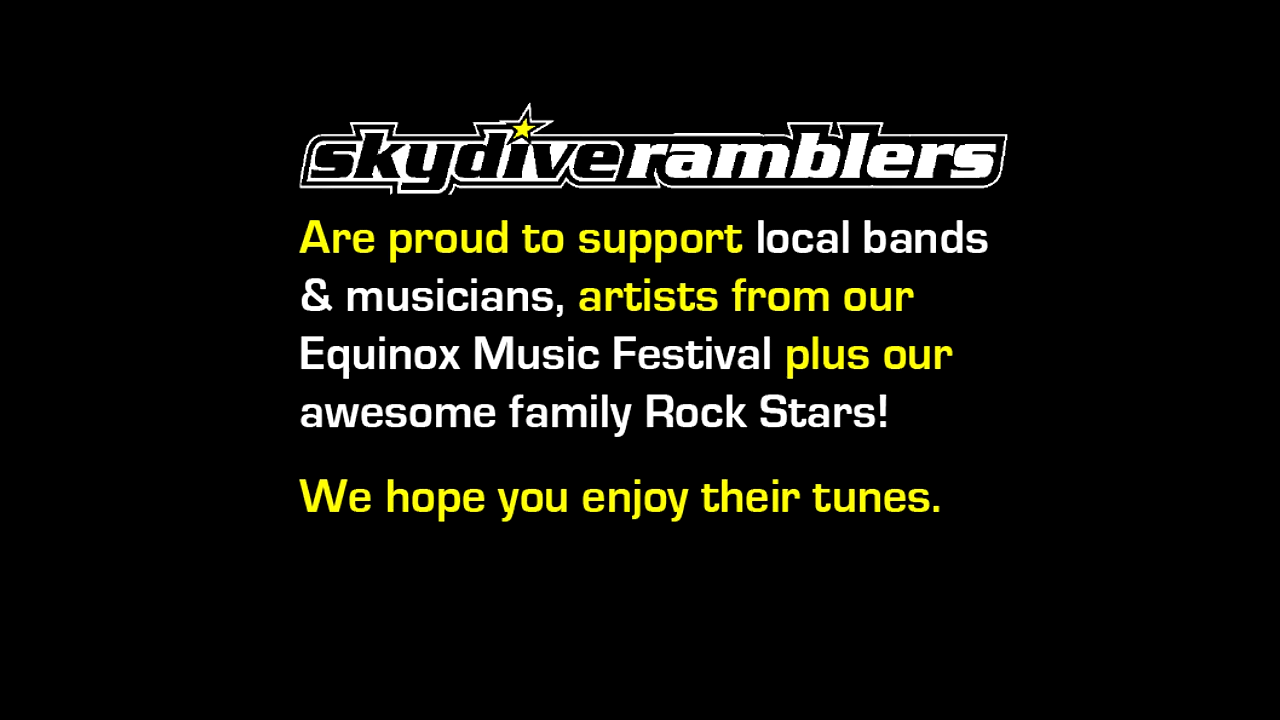 skydiveramblers
Are proud to support local bands
& musicians, artists from our
Equinox Music Festival plus our
awesome family Rock Stars!
We hope you enjoy their tunes.